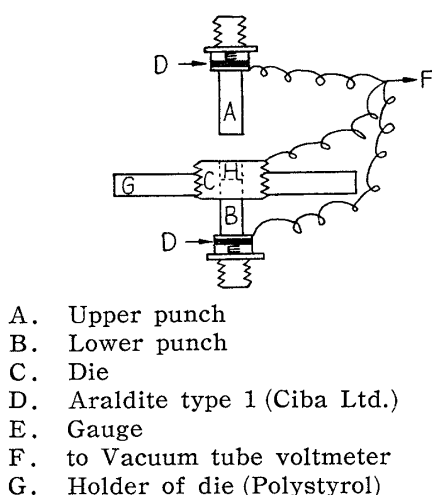 D
F
A
H
G
C
B
D
A. Upper punch
B. Lower punch
C. Die
D. Araldite type 1 (Ciba Ltd.)
E. Gauge
F. to Vacuum tube voltmeter
G. Holder of die (Polystyrol)